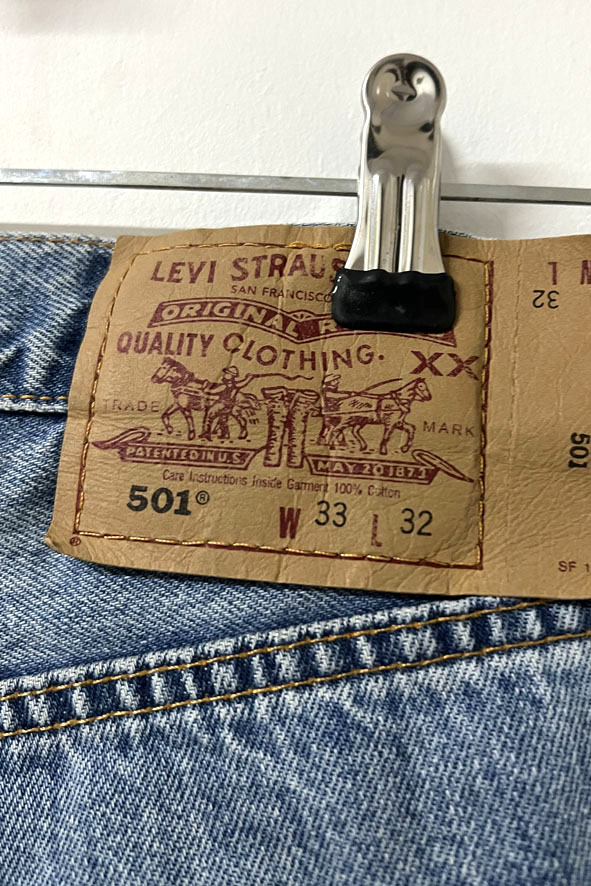 LEVI STRAUS
SAN FRANCISCO
ORIGINAL R
QUALITY CLOTHING.
XX
TRADE MARK
PATENTED IN U.S.
MAY 20 1873
Care Instructions Inside Garment 100% Cotton
501®
W 33 L 32
®
L
32
501
SF 1